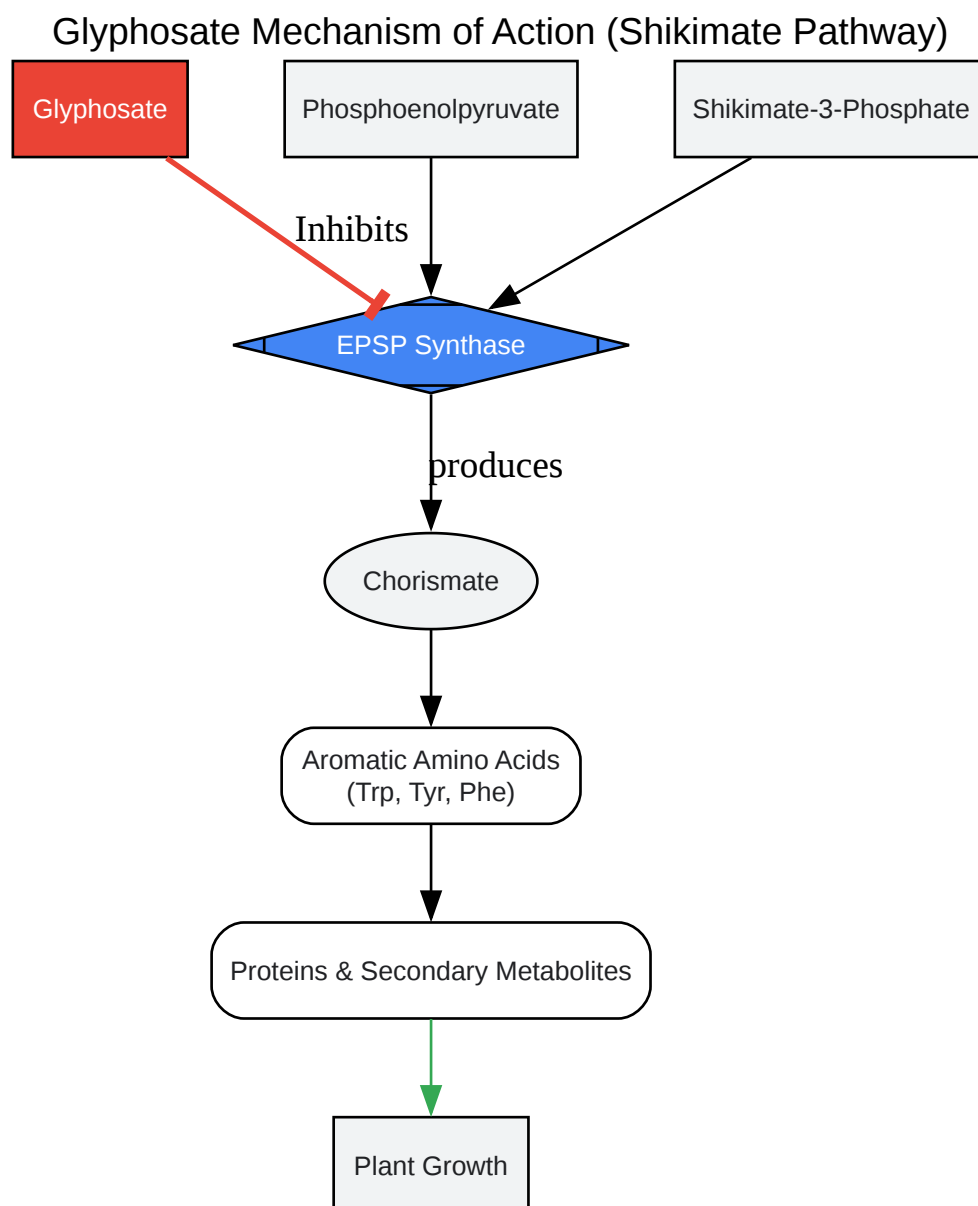 Glyphosate Mechanism of Action (Shikimate Pathway)
Glyphosate
Phosphoenolpyruvate
Shikimate-3-Phosphate
Inhibits
EPSP Synthase
produces
Chorismate
Aromatic Amino Acids
(Trp, Tyr, Phe)
Proteins & Secondary Metabolites
Plant Growth